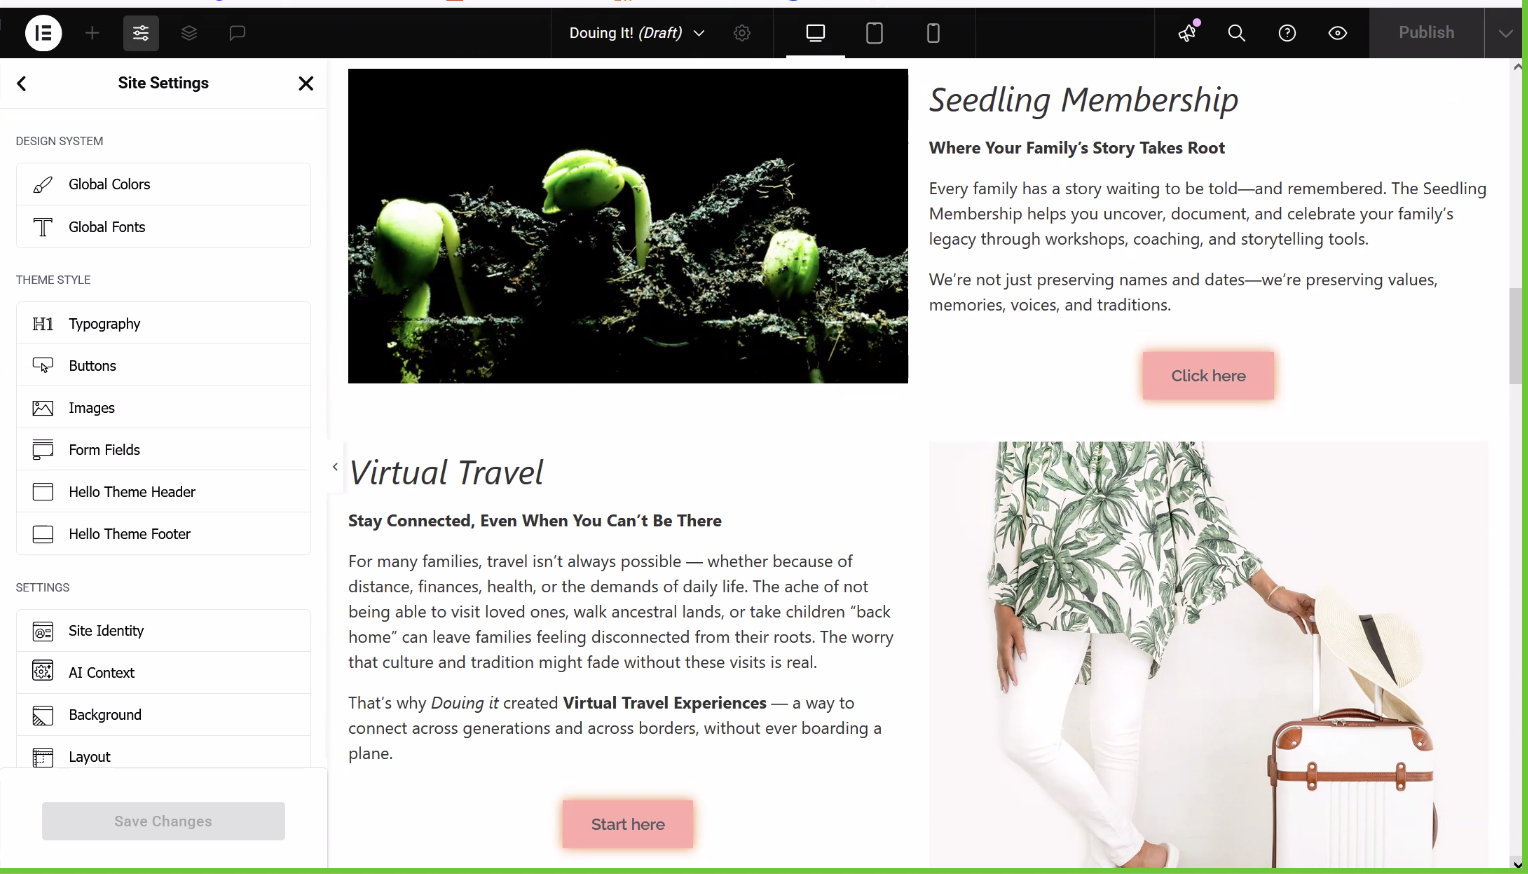 Douing It! (Draft)
Publish
Site Settings
DESIGN SYSTEM
Global Colors
Global Fonts
THEME STYLE
H1 Typography
Buttons
Images
Form Fields
Hello Theme Header
Hello Theme Footer
SETTINGS
Site Identity
AI Context
Background
Layout
Save Changes
Seedling Membership
Where Your Family’s Story Takes Root
Every family has a story waiting to be told—and remembered. The Seedling
Membership helps you uncover, document, and celebrate your family’s
legacy through workshops, coaching, and storytelling tools.
We’re not just preserving names and dates—we’re preserving values,
memories, voices, and traditions.
Click here
Virtual Travel
Stay Connected, Even When You Can’t Be There
For many families, travel isn’t always possible — whether because of
distance, finances, health, or the demands of daily life. The ache of not
being able to visit loved ones, walk ancestral lands, or take children “back
home” can leave families feeling disconnected from their roots. The worry
that culture and tradition might fade without these visits is real.
That’s why Douing it created Virtual Travel Experiences — a way to
connect across generations and across borders, without ever boarding a
plane.
Start here